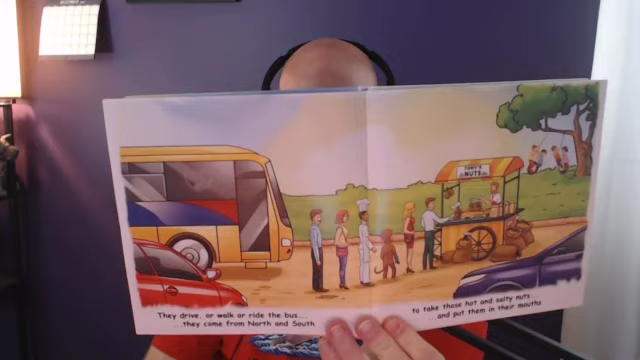 TONY'S
NUTS
They drive, or walk or ride the bus....
...they come from North and South
to take those hot and salty nuts...
...and put them in their mouths